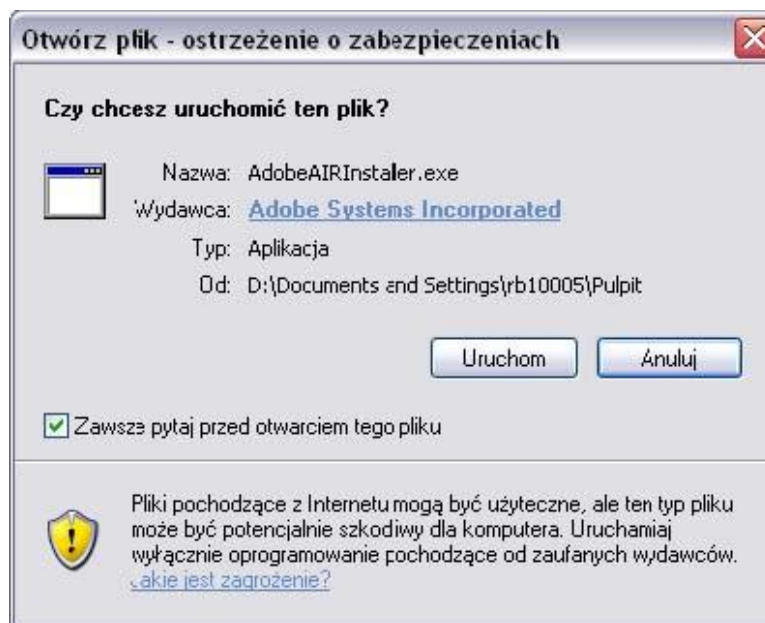 Otwórz plik - ostrzeżenie o zabezpieczeniach
Czy chcesz uruchomić ten plik?
Nazwa: AdobeAIRInstaler.exe
Wydawca: Adobe Systems Incorporated
Typ: Aplikacja
Od: D:\Documents and Settings\rb10005\Pulpit
Uruchom Anuluj
Zawsze pytaj przed otwarciem tego pliku
Pliki pochodzące z Internetu mogą być użyteczne, ale ten typ pliku
może być potencjalnie szkodliwy dla komputera. Uruchamiaj
wyłącznie oprogramowanie pochodzące od zaufanych wydawców.
Jakie jest zagrożenie?